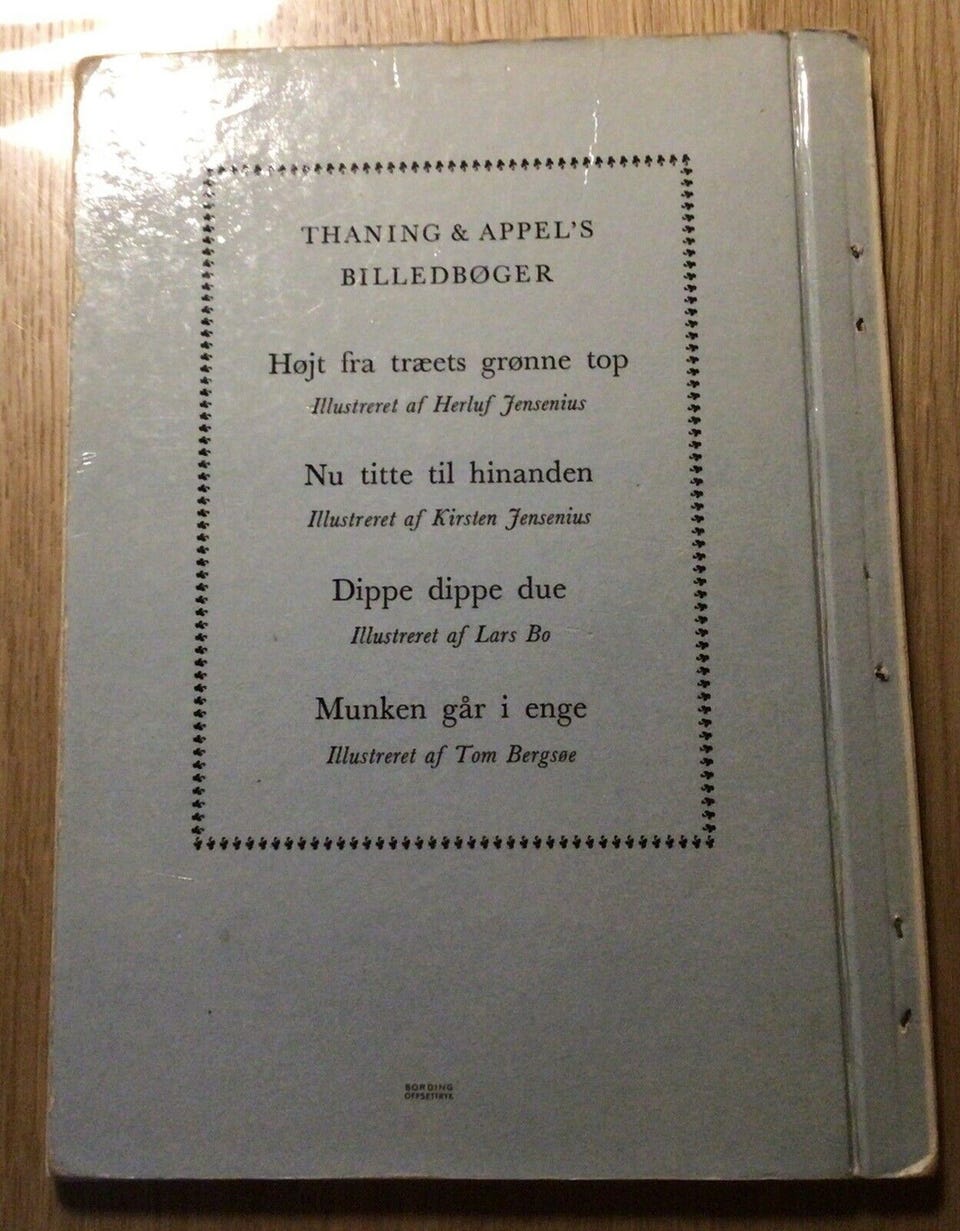 THANING & APPEL'S
BILLEDBØGER
Højt fra træets grønne top
Illustreret af Herluf Jensenius
Nu titte til hinanden
Illustreret af Kirsten Jensenius
Dippe dippe due
Illustreret af Lars Bo
Munken går i enge
Illustreret af Tom Bergsøe
BORDING
OFFSETTRYK